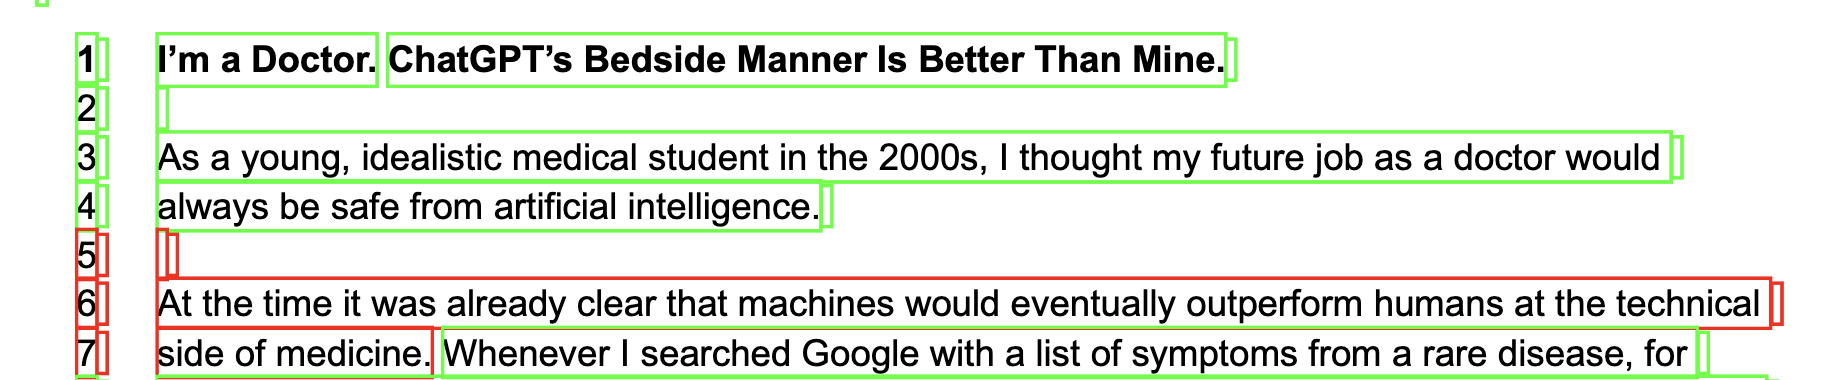 1 I’m a Doctor. ChatGPT’s Bedside Manner Is Better Than Mine.
2
3 As a young, idealistic medical student in the 2000s, I thought my future job as a doctor would
4 always be safe from artificial intelligence.
5
6 At the time it was already clear that machines would eventually outperform humans at the technical
7 side of medicine. Whenever I searched Google with a list of symptoms from a rare disease, for